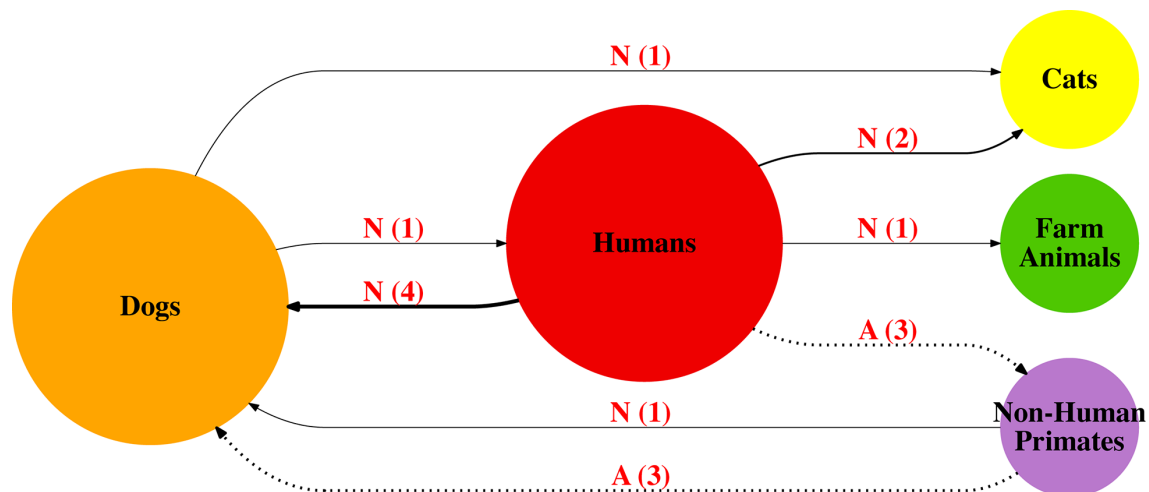 N (1)
Cats
N (2)
N (1)
Humans
N (1)
Farm
Animals
Dogs
N (4)
A (3)
N (1)
Non-Human
Primates
A (3)